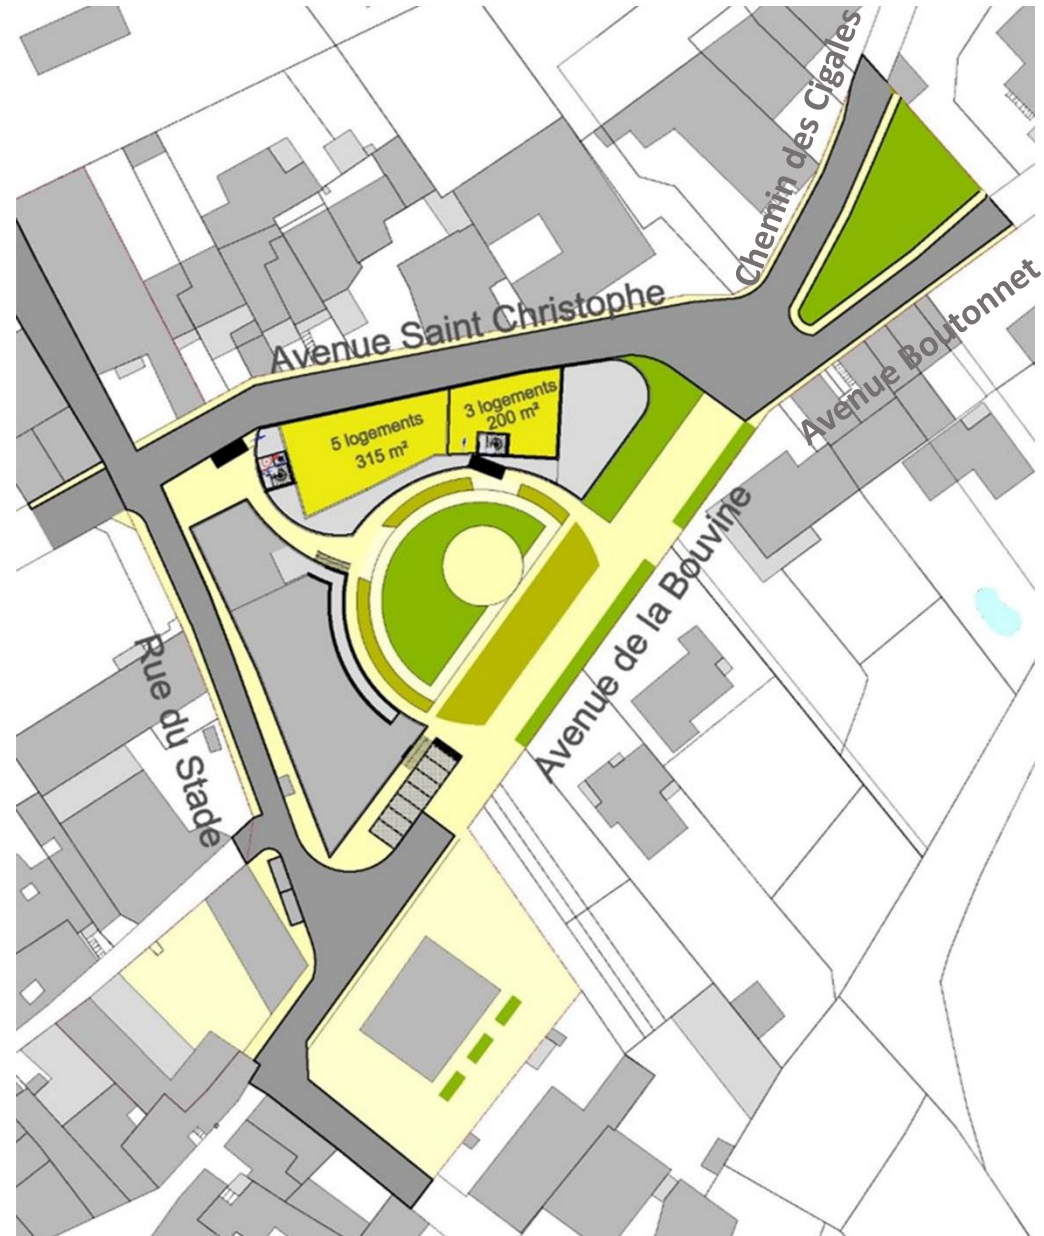 Chemin des Cigales
Avenue Saint Christophe
Avenue Boutonnet
5 logements
315 m²
3 logements
200 m²
Avenue de la Bouvine
Rue du Stade